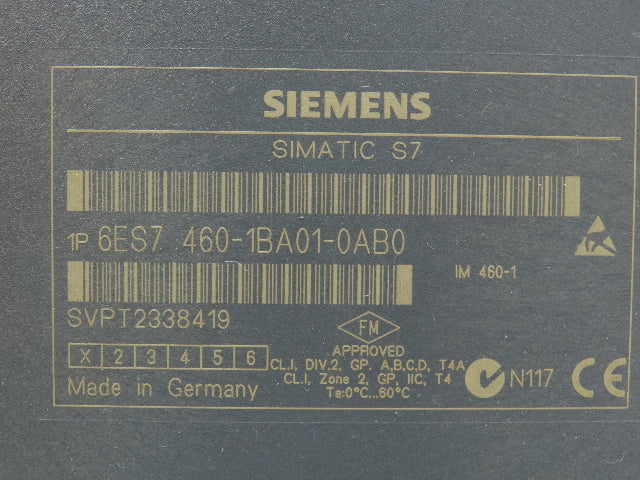 SIEMENS
SIMATIC S7
1P 6ES7 460-1BA01-0AB0
IM 460-1
SVPT2338419
FM
APPROVED
X 2 3 4 5 6
CL.I, DIV.2, GP. A,B,C,D, T4A
CL.I, Zone 2, GP, IIC, T4
Ta:0°C...60°C
Made in Germany
N117
CE